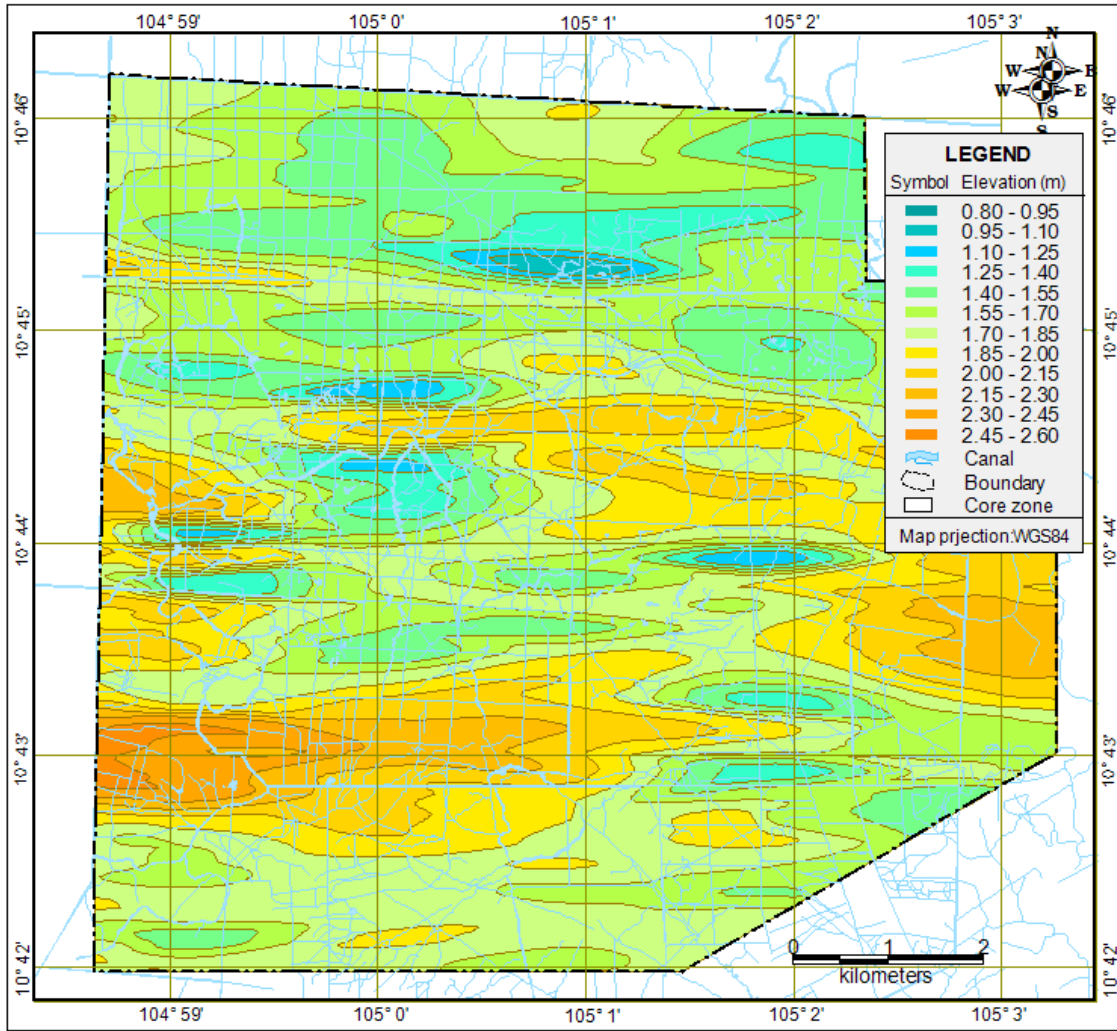 104° 59' 105° 0' 105° 1' 105° 2' 105° 3'
N
N
W E
W E
S
S
10° 46' 10° 46'
LEGEND
Symbol Elevation (m)
0.80 - 0.95
0.95 - 1.10
1.10 - 1.25
1.25 - 1.40
1.40 - 1.55
1.55 - 1.70
1.70 - 1.85
1.85 - 2.00
2.00 - 2.15
2.15 - 2.30
2.30 - 2.45
2.45 - 2.60
Canal
Boundary
Core zone
Map prjection:WGS84
10° 45' 10° 45'
10° 44' 10° 44'
10° 43' 10° 43'
10° 42' 10° 42'
0 1 2
kilometers
104° 59' 105° 0' 105° 1' 105° 2' 105° 3'